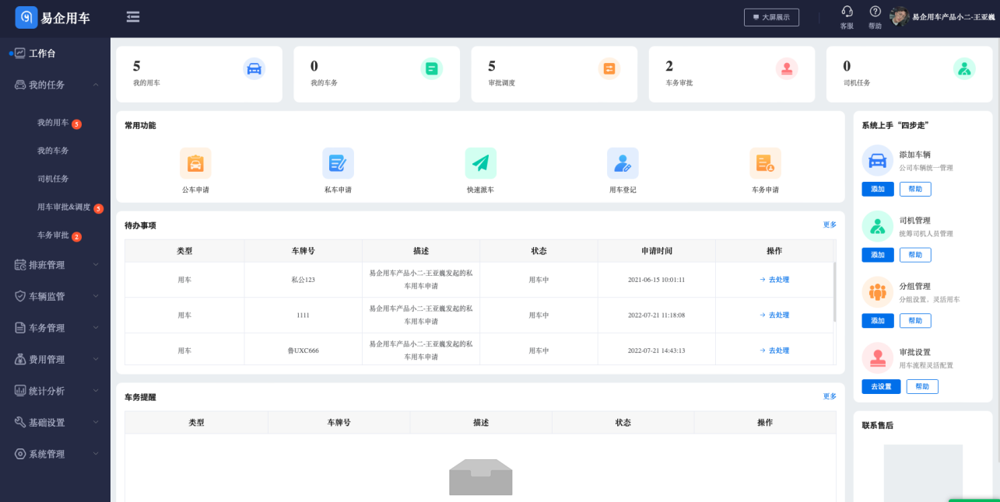 易企用车
大屏展示
客服
帮助
易企用车产品小二-王亚巍
工作台
我的任务
我的用车 5
我的车务
司机任务
用车审批&调度 5
车务审批 2
排班管理
车辆监管
车务管理
费用管理
统计分析
基础设置
系统管理
5
我的用车
0
我的车务
5
审批调度
2
车务审批
0
司机任务
常用功能
公车申请
私车申请
快速派车
用车登记
车务申请
待办事项
更多
类型 车牌号 描述 状态 申请时间 操作
用车 私公123 易企用车产品小二-王亚巍发起的私
车用车申请 用车中 2021-06-15 10:01:11 → 去处理
用车 1111 易企用车产品小二-王亚巍发起的私
车用车申请 用车中 2022-07-21 11:18:08 → 去处理
用车 鲁UXC666 易企用车产品小二-王亚巍发起的私
车用车申请 用车中 2022-07-21 14:43:13 → 去处理
车务提醒
更多
类型 车牌号 描述 状态 操作
系统上手“四步走”
添加车辆
公司车辆统一管理
添加 帮助
司机管理
统筹司机人员管理
添加 帮助
分组管理
分组设置，灵活用车
添加 帮助
审批设置
用车流程灵活配置
去设置 帮助
联系售后